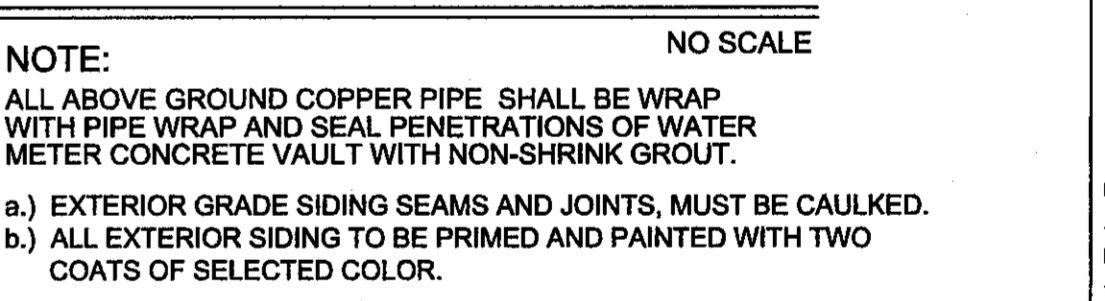 NO SCALE
NOTE:
ALL ABOVE GROUND COPPER PIPE SHALL BE WRAP
WITH PIPE WRAP AND SEAL PENETRATIONS OF WATER
METER CONCRETE VAULT WITH NON-SHRINK GROUT.
a.) EXTERIOR GRADE SIDING SEAMS AND JOINTS, MUST BE CAULKED.
b.) ALL EXTERIOR SIDING TO BE PRIMED AND PAINTED WITH TWO
COATS OF SELECTED COLOR.